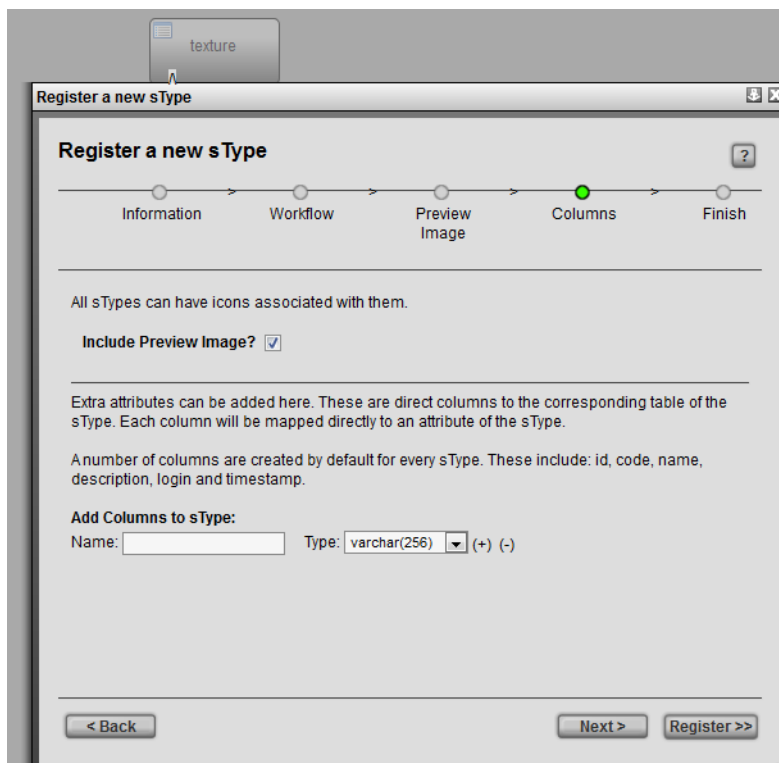 texture
Register a new sType
Register a new sType
?
Information > Workflow > Preview Image > Columns > Finish
All sTypes can have icons associated with them.
Include Preview Image?
Extra attributes can be added here. These are direct columns to the corresponding table of the
sType. Each column will be mapped directly to an attribute of the sType.
A number of columns are created by default for every sType. These include: id, code, name,
description, login and timestamp.
Add Columns to sType:
Name: Type: varchar(256) (+) (-)
< Back Next > Register >>